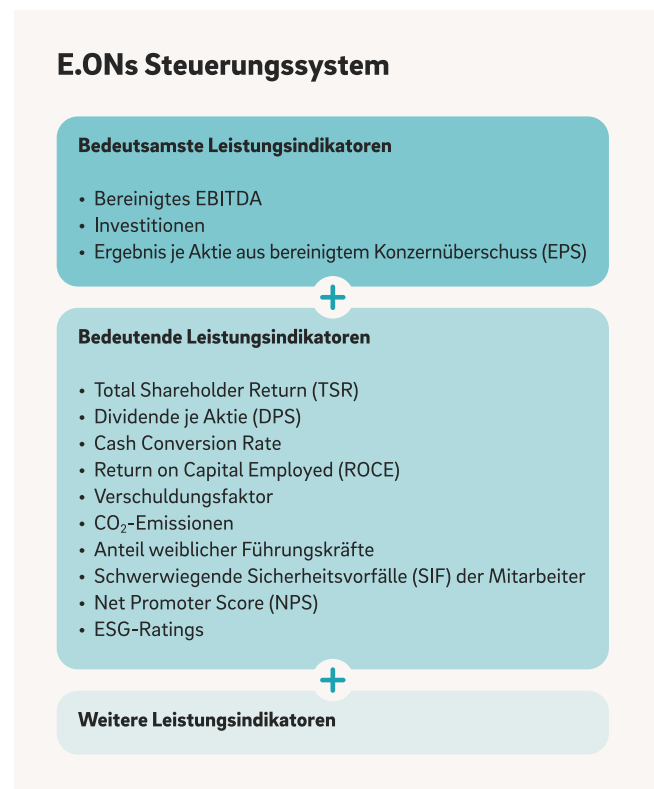 E.ONs Steuerungssystem
Bedeutsamste Leistungsindikatoren
• Bereinigtes EBITDA
• Investitionen
• Ergebnis je Aktie aus bereinigtem Konzernüberschuss (EPS)
+
Bedeutende Leistungsindikatoren
• Total Shareholder Return (TSR)
• Dividende je Aktie (DPS)
• Cash Conversion Rate
• Return on Capital Employed (ROCE)
• Verschuldungsfaktor
• CO₂-Emissionen
• Anteil weiblicher Führungskräfte
• Schwerwiegende Sicherheitsvorfälle (SIF) der Mitarbeiter
• Net Promoter Score (NPS)
• ESG-Ratings
+
Weitere Leistungsindikatoren